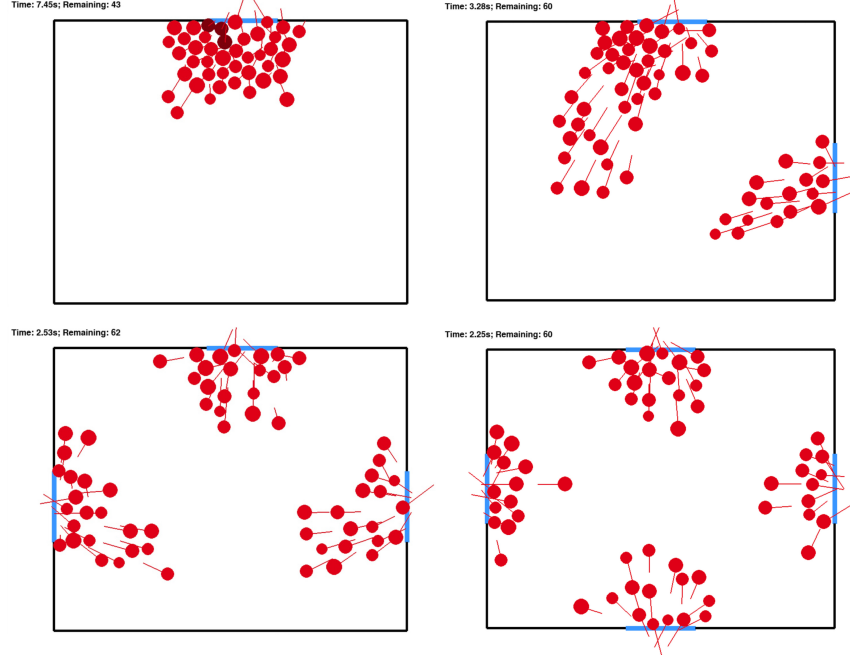 Time: 7.45s; Remaining: 43
Time: 3.28s; Remaining: 60
Time: 2.53s; Remaining: 62
Time: 2.25s; Remaining: 60